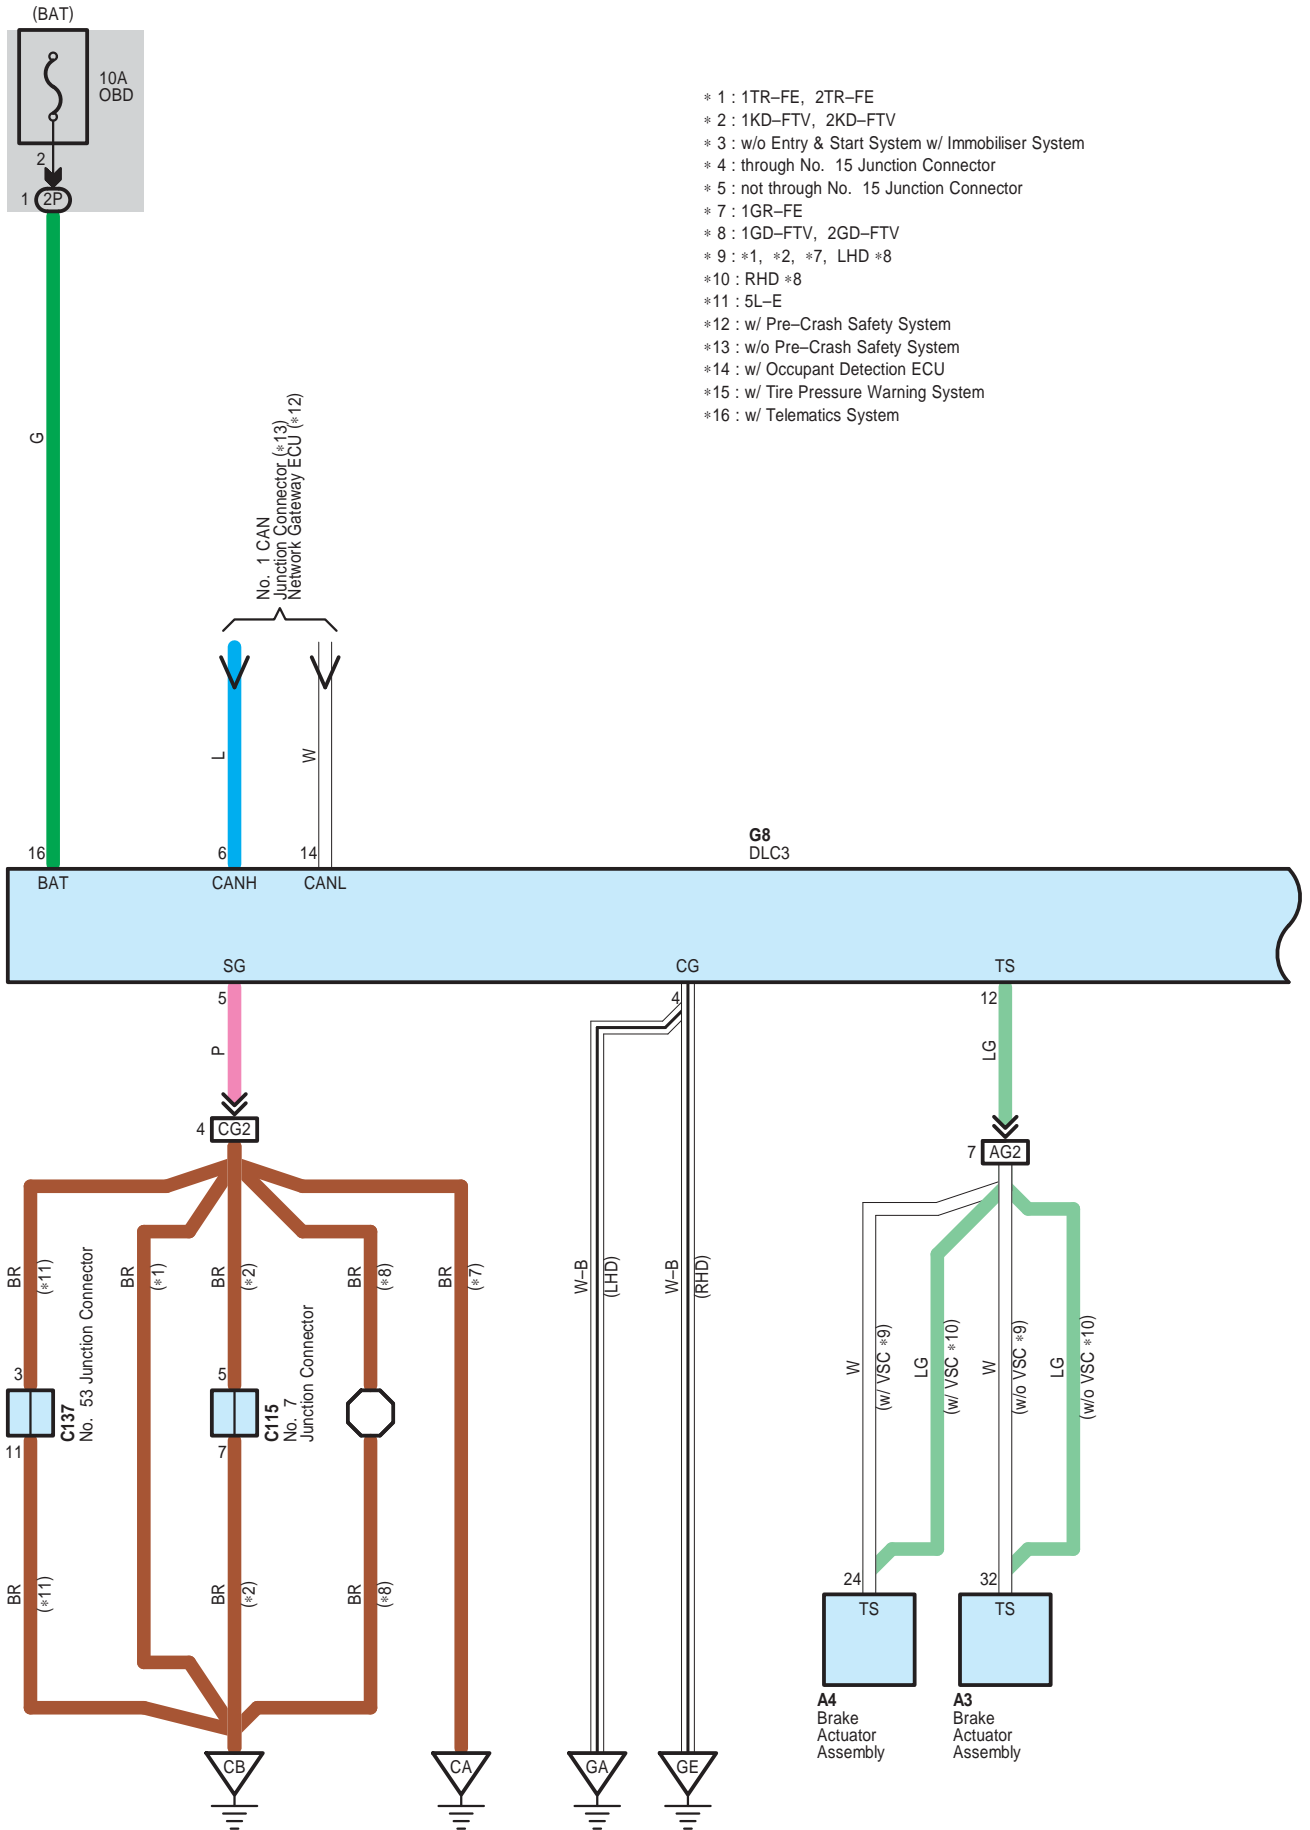 (BAT)
10A
OBD
2
1 2P
G
* 1 : 1TR–FE, 2TR–FE
* 2 : 1KD–FTV, 2KD–FTV
* 3 : w/o Entry & Start System w/ Immobiliser System
* 4 : through No. 15 Junction Connector
* 5 : not through No. 15 Junction Connector
* 7 : 1GR–FE
* 8 : 1GD–FTV, 2GD–FTV
* 9 : *1, *2, *7, LHD *8
*10 : RHD *8
*11 : 5L–E
*12 : w/ Pre–Crash Safety System
*13 : w/o Pre–Crash Safety System
*14 : w/ Occupant Detection ECU
*15 : w/ Tire Pressure Warning System
*16 : w/ Telematics System
No. 1 CAN
Junction Connector (*13)
Network Gateway ECU (*12)
L
W
G8
DLC3
16
6
14
BAT
CANH
CANL
SG
CG
TS
5
4
12
P
LG
4 CG2
7 AG2
BR
(*11)
BR
(*1)
BR
(*2)
BR
(*8)
BR
(*7)
W–B
(LHD)
W–B
(RHD)
W
(w/ VSC *9)
LG
(w/ VSC *10)
W
(w/o VSC *9)
LG
(w/o VSC *10)
3
11
C137
No. 53 Junction Connector
5
7
C115
No. 7
Junction Connector
BR
(*11)
BR
(*2)
BR
(*8)
24
32
TS
TS
A4
Brake
Actuator
Assembly
A3
Brake
Actuator
Assembly
CB
CA
GA
GE